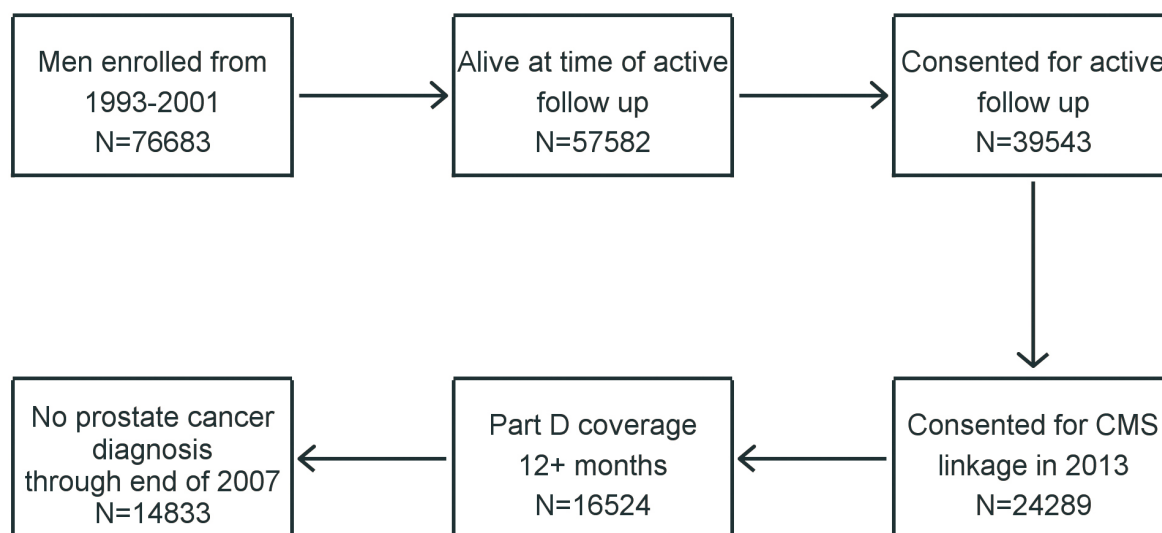 Men enrolled from
1993-2001
N=76683
Alive at time of active
follow up
N=57582
Consented for active
follow up
N=39543
Consented for CMS
linkage in 2013
N=24289
Part D coverage
12+ months
N=16524
No prostate cancer
diagnosis
through end of 2007
N=14833